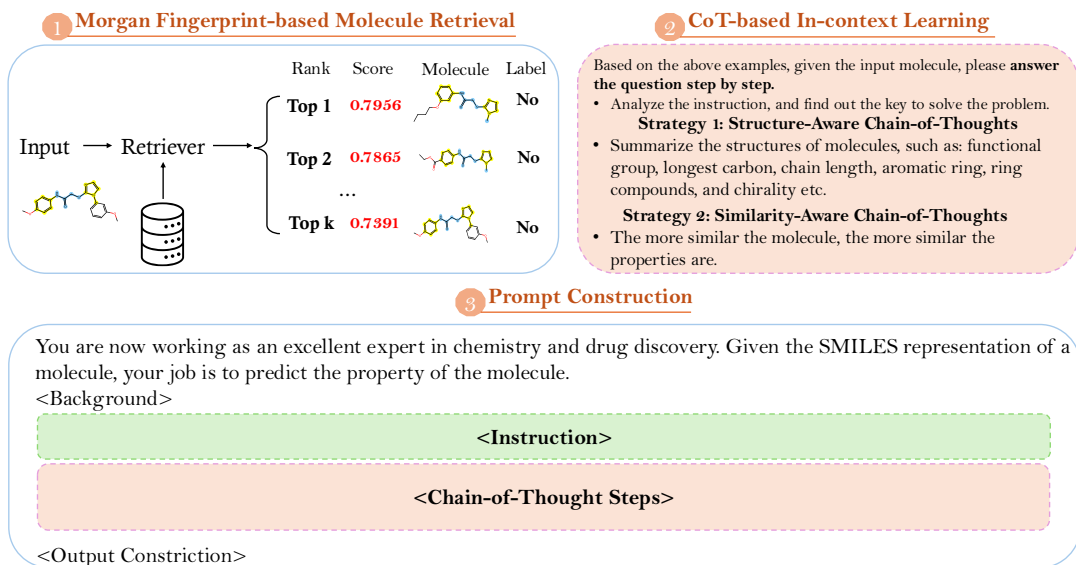 1 Morgan Fingerprint-based Molecule Retrieval
Rank Score Molecule Label
Top 1 0.7956 No
Input Retriever
Top 2 0.7865 No
...
Top k 0.7391 No
2 CoT-based In-context Learning
Based on the above examples, given the input molecule, please answer
the question step by step.
• Analyze the instruction, and find out the key to solve the problem.
Strategy 1: Structure-Aware Chain-of-Thoughts
• Summarize the structures of molecules, such as: functional
group, longest carbon, chain length, aromatic ring, ring
compounds, and chirality etc.
Strategy 2: Similarity-Aware Chain-of-Thoughts
• The more similar the molecule, the more similar the
properties are.
3 Prompt Construction
You are now working as an excellent expert in chemistry and drug discovery. Given the SMILES representation of a
molecule, your job is to predict the property of the molecule.
<Background>
<Instruction>
<Chain-of-Thought Steps>
<Output Constriction>